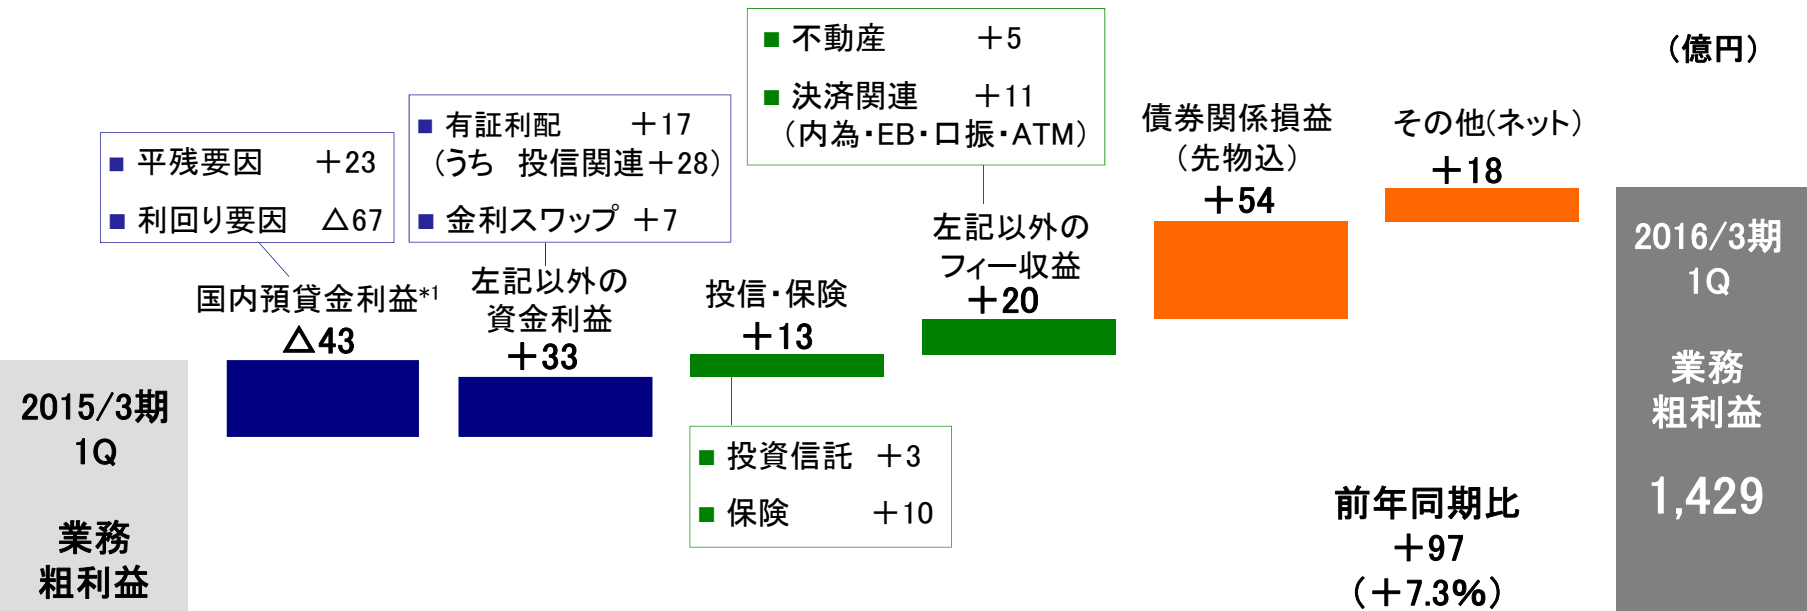 (億円)
2015/3期
1Q
業務
粗利益
■ 平残要因 +23
■ 利回り要因 △67
国内預貸金利益*1
△43
■ 有証利配 +17
(うち 投信関連+28)
■ 金利スワップ +7
左記以外の
資金利益
+33
投信・保険
+13
■ 投資信託 +3
■ 保険 +10
■ 不動産 +5
■ 決済関連 +11
(内為・EB・口振・ATM)
左記以外の
フィー収益
+20
債券関係損益
(先物込)
+54
その他(ネット)
+18
前年同期比
+97
(+7.3%)
2016/3期
1Q
業務
粗利益
1,429